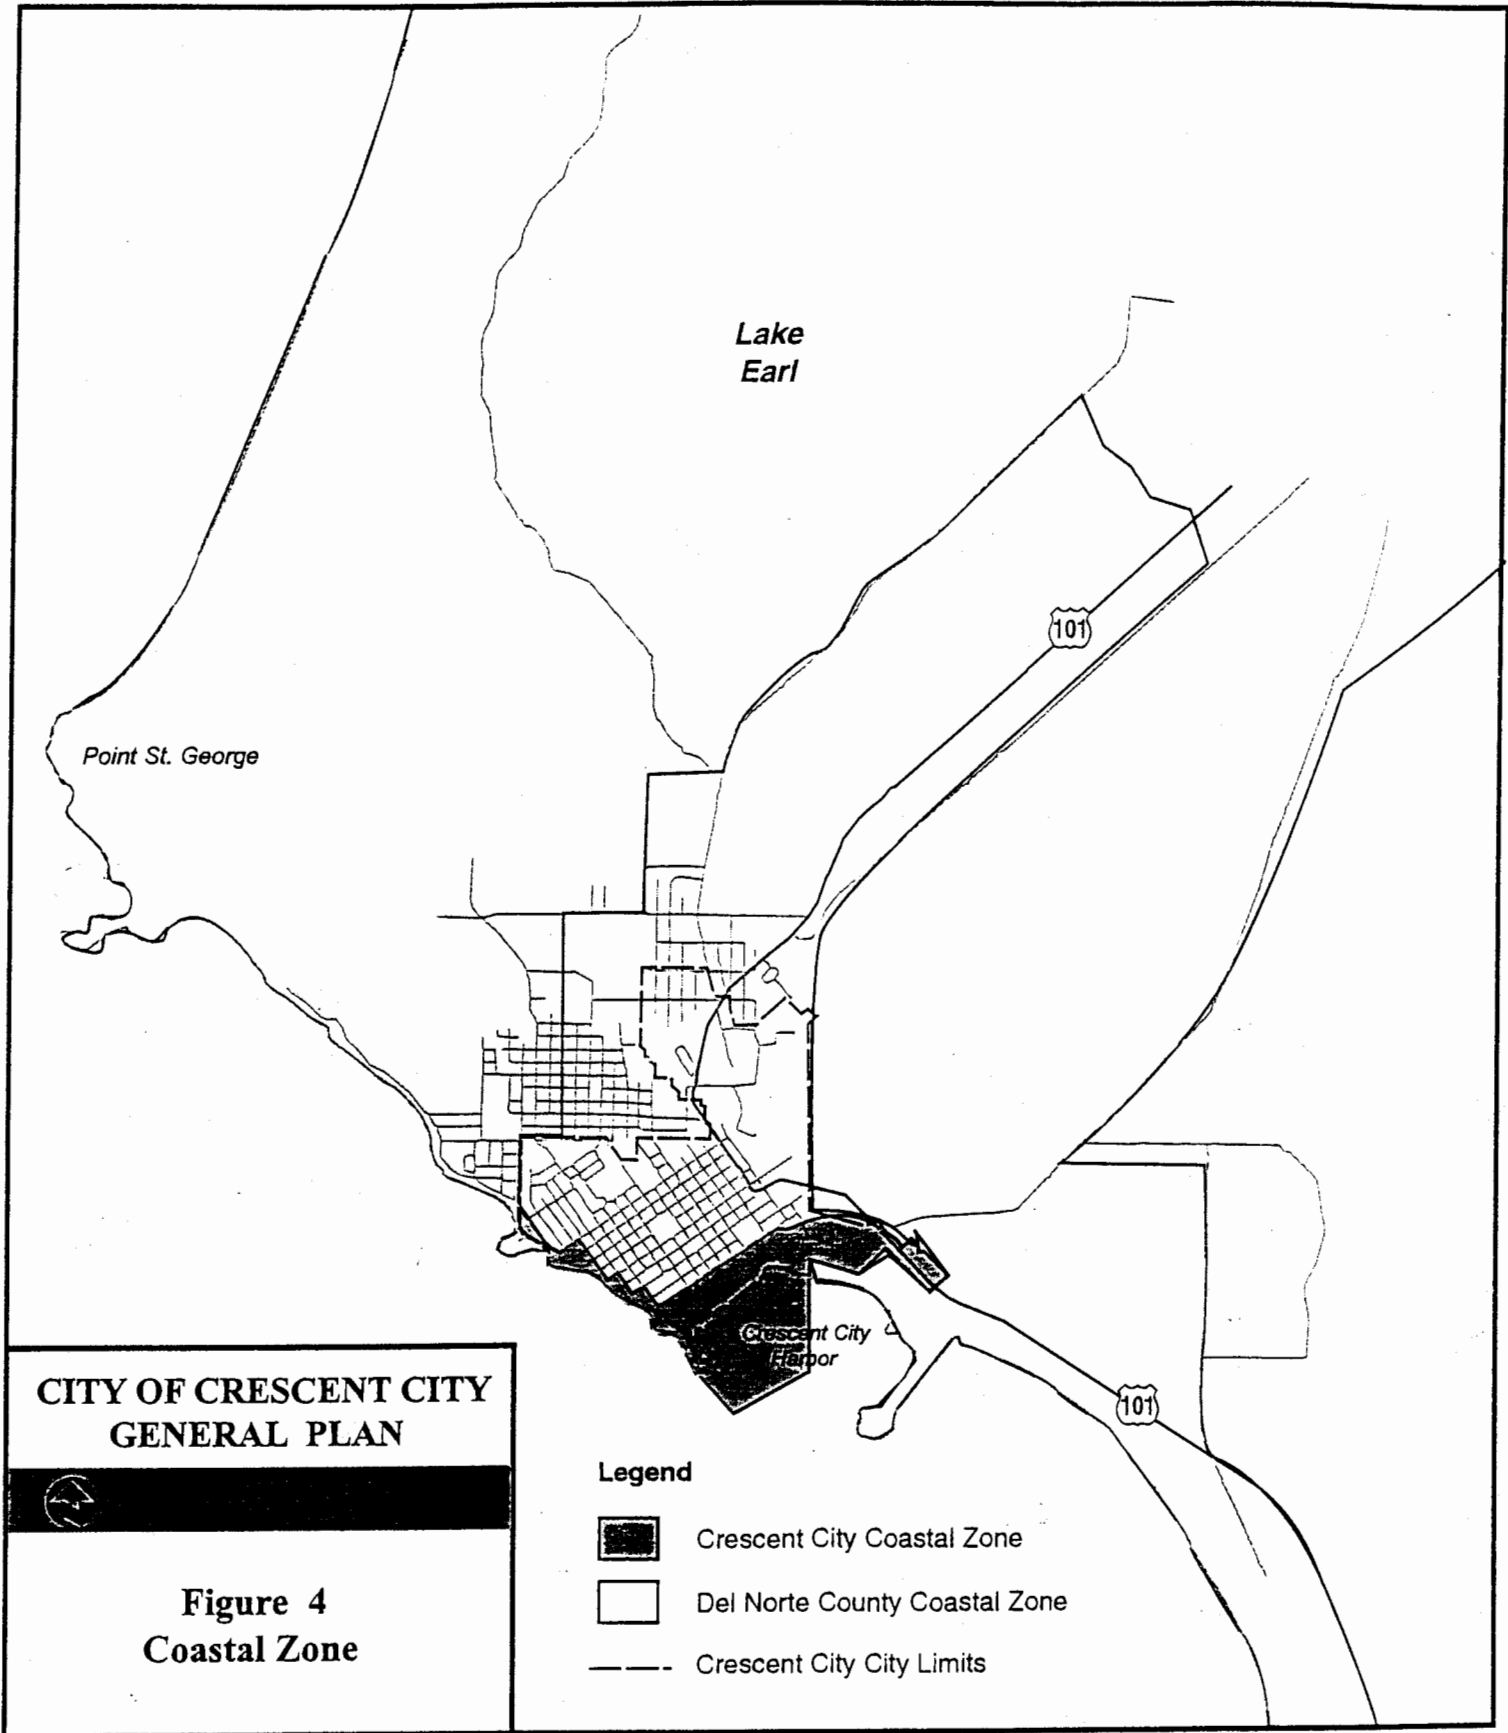 Lake
Earl
101
Point St. George
Crescent City
Harbor
101
CITY OF CRESCENT CITY
GENERAL PLAN
Figure 4
Coastal Zone
Legend
Crescent City Coastal Zone
Del Norte County Coastal Zone
Crescent City City Limits